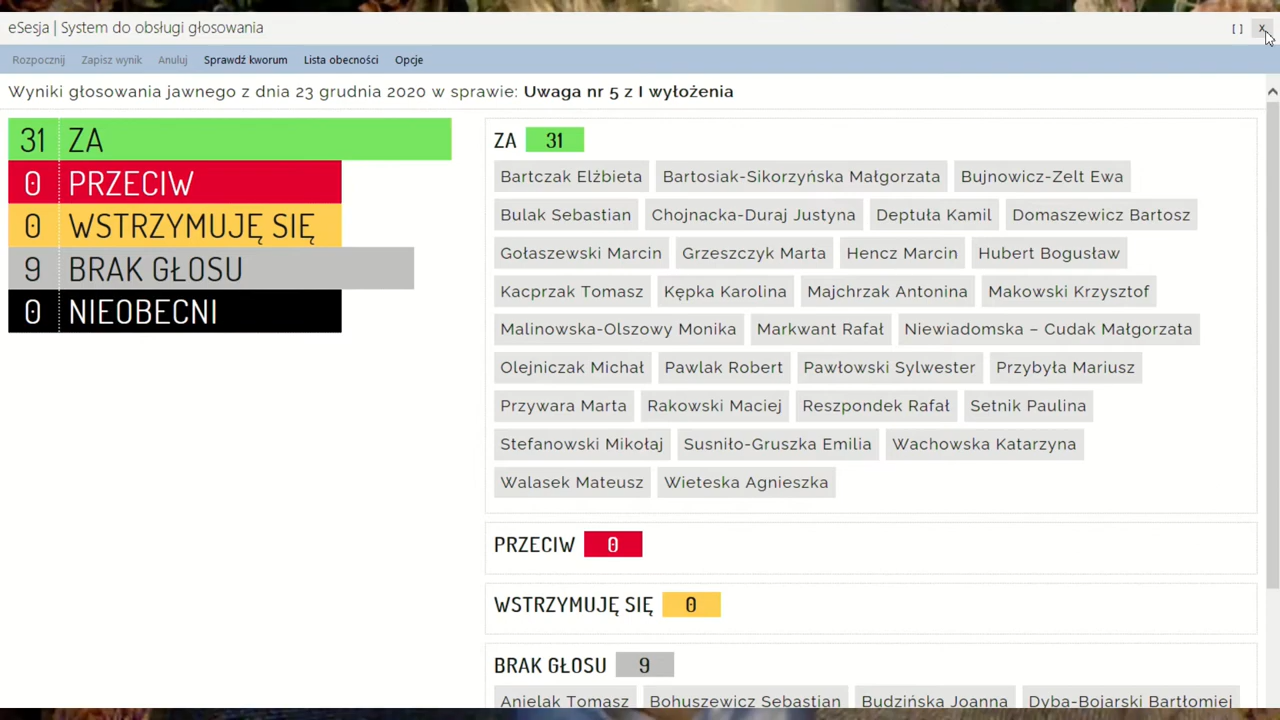 eSesja | System do obsługi głosowania
[ ] X
Rozpocznij Zapisz wynik Anuluj Sprawdź kworum Lista obecności Opcje
Wyniki głosowania jawnego z dnia 23 grudnia 2020 w sprawie: Uwaga nr 5 z I wyłożenia
31 ZA
0 PRZECIW
0 WSTRZYMUJĘ SIĘ
9 BRAK GŁOSU
0 NIEOBECNI
ZA 31
Bartczak Elżbieta Bartosiak-Sikorzyńska Małgorzata Bujnowicz-Zelt Ewa
Bulak Sebastian Chojnacka-Duraj Justyna Deptuła Kamil Domaszewicz Bartosz
Gołaszewski Marcin Grzeszczyk Marta Hencz Marcin Hubert Bogusław
Kacprzak Tomasz Kępka Karolina Majchrzak Antonina Makowski Krzysztof
Malinowska-Olszowy Monika Markwant Rafał Niewiadomska – Cudak Małgorzata
Olejniczak Michał Pawlak Robert Pawłowski Sylwester Przybyła Mariusz
Przywara Marta Rakowski Maciej Reszpondek Rafał Setnik Paulina
Stefanowski Mikołaj Susniło-Gruszka Emilia Wachowska Katarzyna
Walasek Mateusz Wieteska Agnieszka
PRZECIW 0
WSTRZYMUJĘ SIĘ 0
BRAK GŁOSU 9
Anielak Tomasz Bohuszewicz Sebastian Budzińska Joanna Dyba-Bojarski Bartłomiej